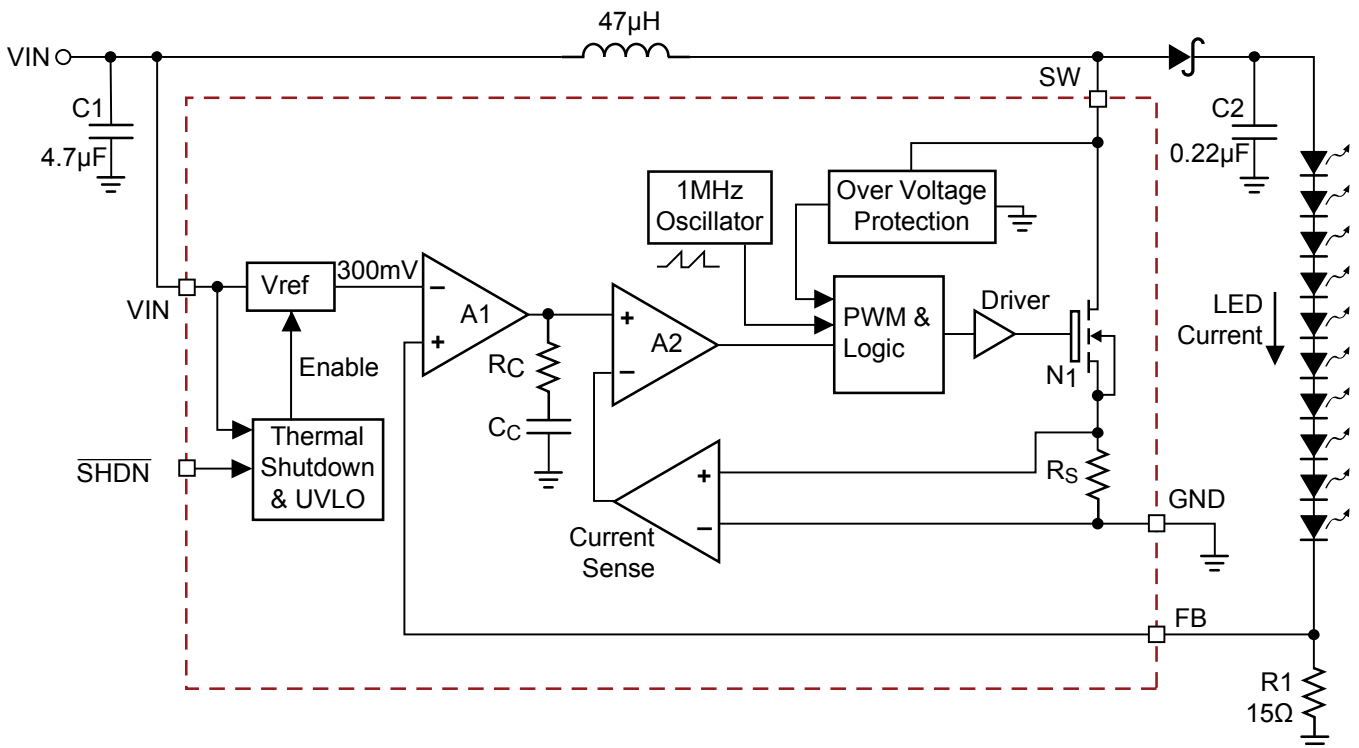 47µH
VIN
SW
C1
4.7µF
C2
0.22µF
1MHz
Oscillator
Over Voltage
Protection
Vref
300mV
VIN
−
+
A1
+
−
A2
PWM &
Logic
Driver
N1
LED
Current
Enable
RC
CC
Thermal
Shutdown
& UVLO
SHDN
+
−
Current
Sense
RS
GND
FB
R1
15Ω